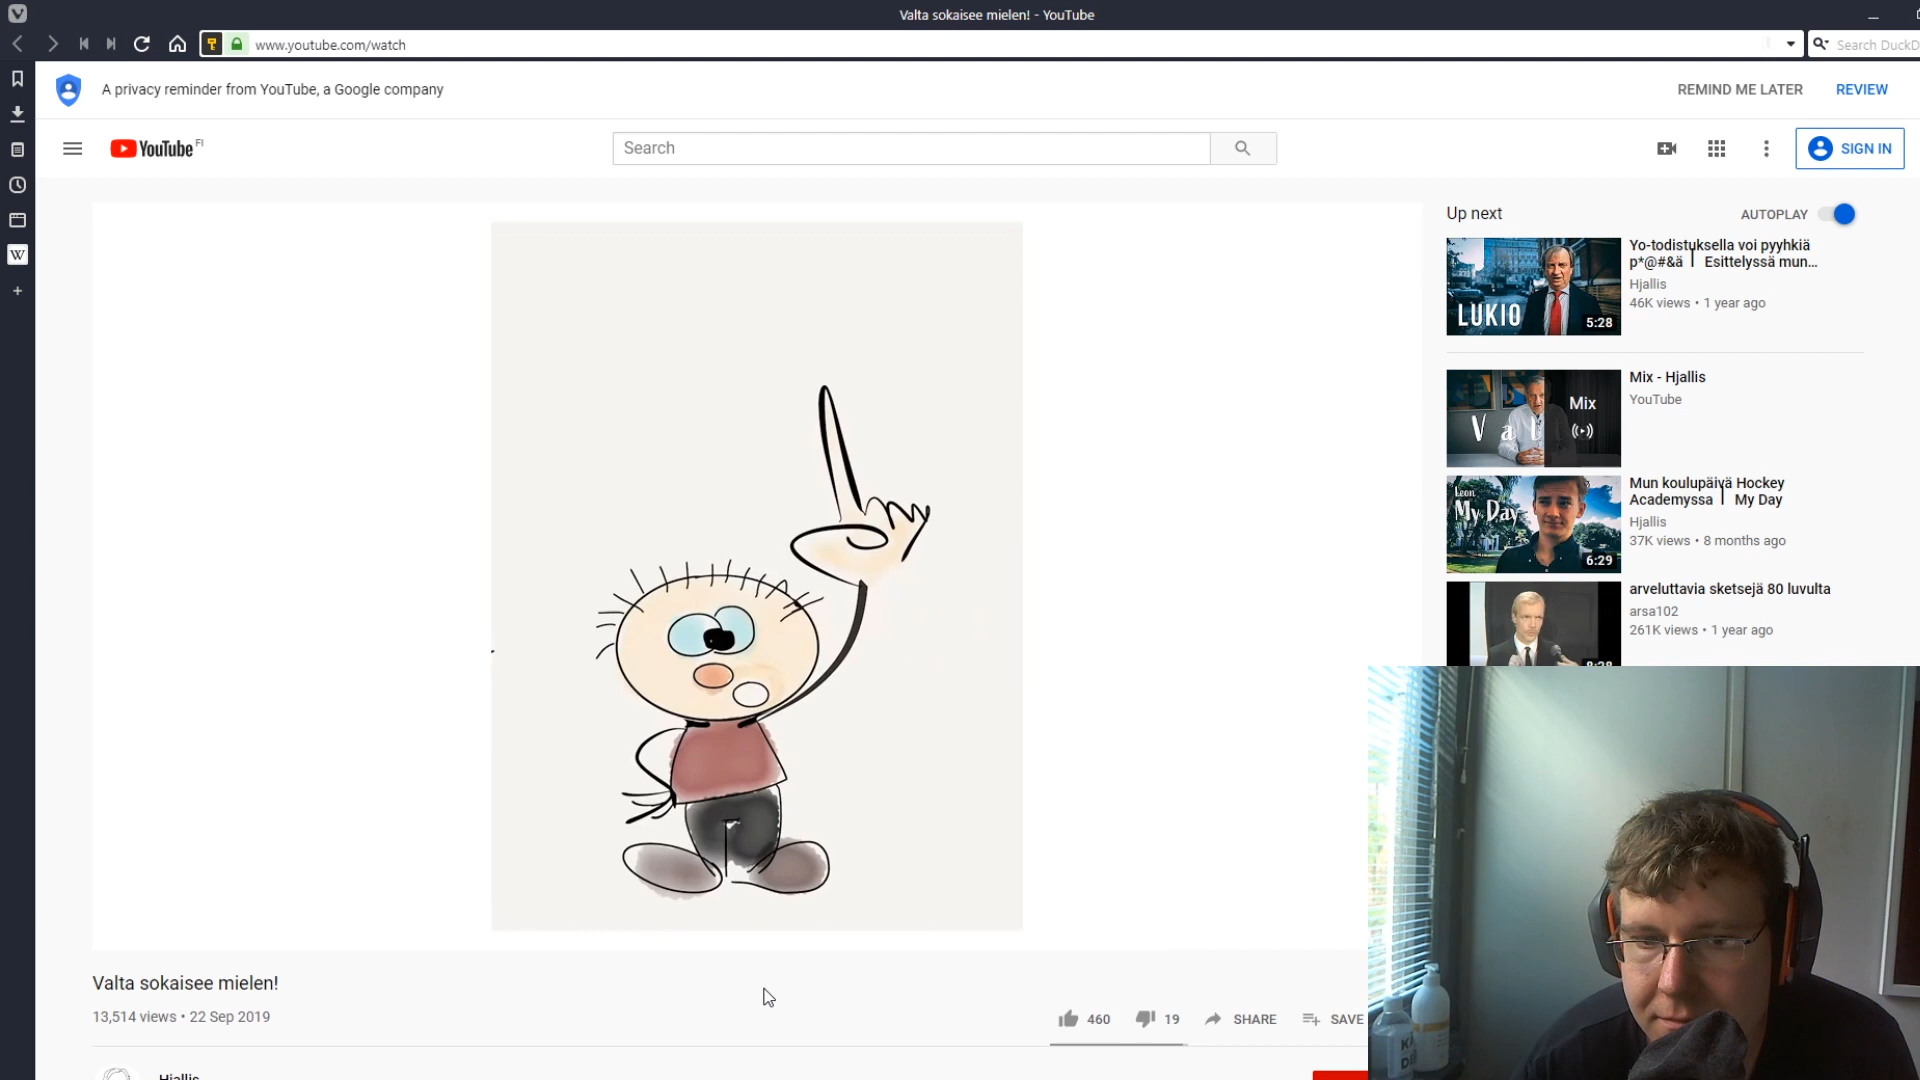 Valta sokaisee mielen! - YouTube
www.youtube.com/watch
Search DuckD
A privacy reminder from YouTube, a Google company
REMIND ME LATER
REVIEW
YouTube FI
Search
SIGN IN
Up next
AUTOPLAY
LUKIO
5:28
Yo-todistuksella voi pyyhkiä
p*@#&ä ⎮ Esittelyssä mun...
Hjallis
46K views • 1 year ago
Mix
Mix - Hjallis
YouTube
Leon
My Day
6:29
Mun koulupäivä Hockey
Academyssa ⎮ My Day
Hjallis
37K views • 8 months ago
arveluttavia sketsejä 80 luvulta
arsa102
261K views • 1 year ago
Valta sokaisee mielen!
13,514 views • 22 Sep 2019
460
19
SHARE
SAVE
Hjallis